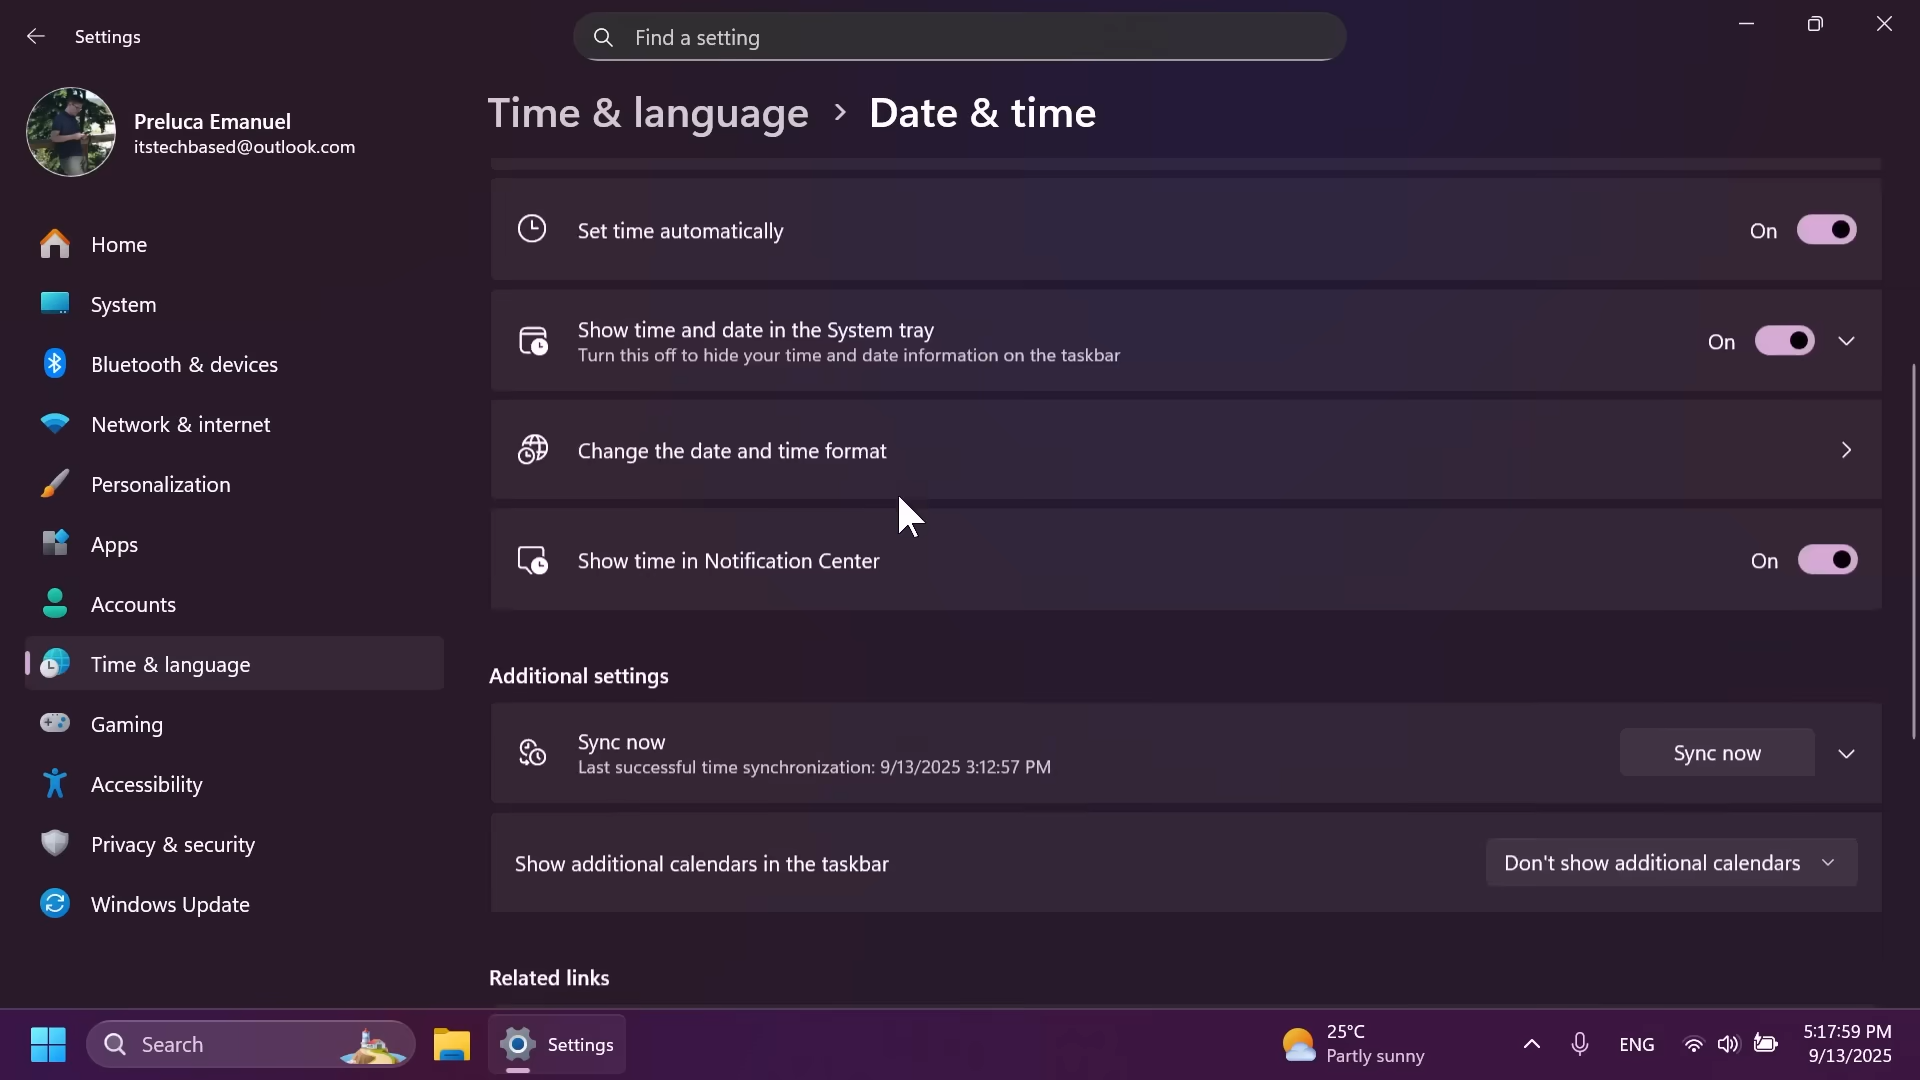 Settings
Find a setting
Preluca Emanuel
itstechbased@outlook.com
Home
System
Bluetooth & devices
Network & internet
Personalization
Apps
Accounts
Time & language
Gaming
Accessibility
Privacy & security
Windows Update
Time & language > Date & time
Set time automatically
On
Show time and date in the System tray
Turn this off to hide your time and date information on the taskbar
On
Change the date and time format
Show time in Notification Center
On
Additional settings
Sync now
Last successful time synchronization: 9/13/2025 3:12:57 PM
Sync now
Show additional calendars in the taskbar
Don't show additional calendars
Related links
Search
Settings
25°C
Partly sunny
ENG
5:17:59 PM
9/13/2025